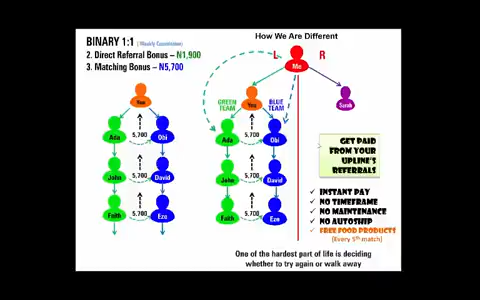 How We Are Different
BINARY 1:1 (Weekly Commission)
2. Direct Referral Bonus – N1,900
3. Matching Bonus – N5,700
L R
Me
You
GREEN TEAM
You
BLUE TEAM
Sarah
Ada 5,700 Obi
Ada 5,700 Obi
John 5,700 David
John 5,700 David
Faith 5,700 Eze
Faith 5,700 Eze
GET PAID
FROM YOUR
UPLINE'S
REFERRALS
✓ INSTANT PAY
✓ NO TIMEFRAME
✓ NO MAINTENANCE
✓ NO AUTOSHIP
✓ FREE FOOD PRODUCTS
(Every 5th match)
One of the hardest part of life is deciding
whether to try again or walk away